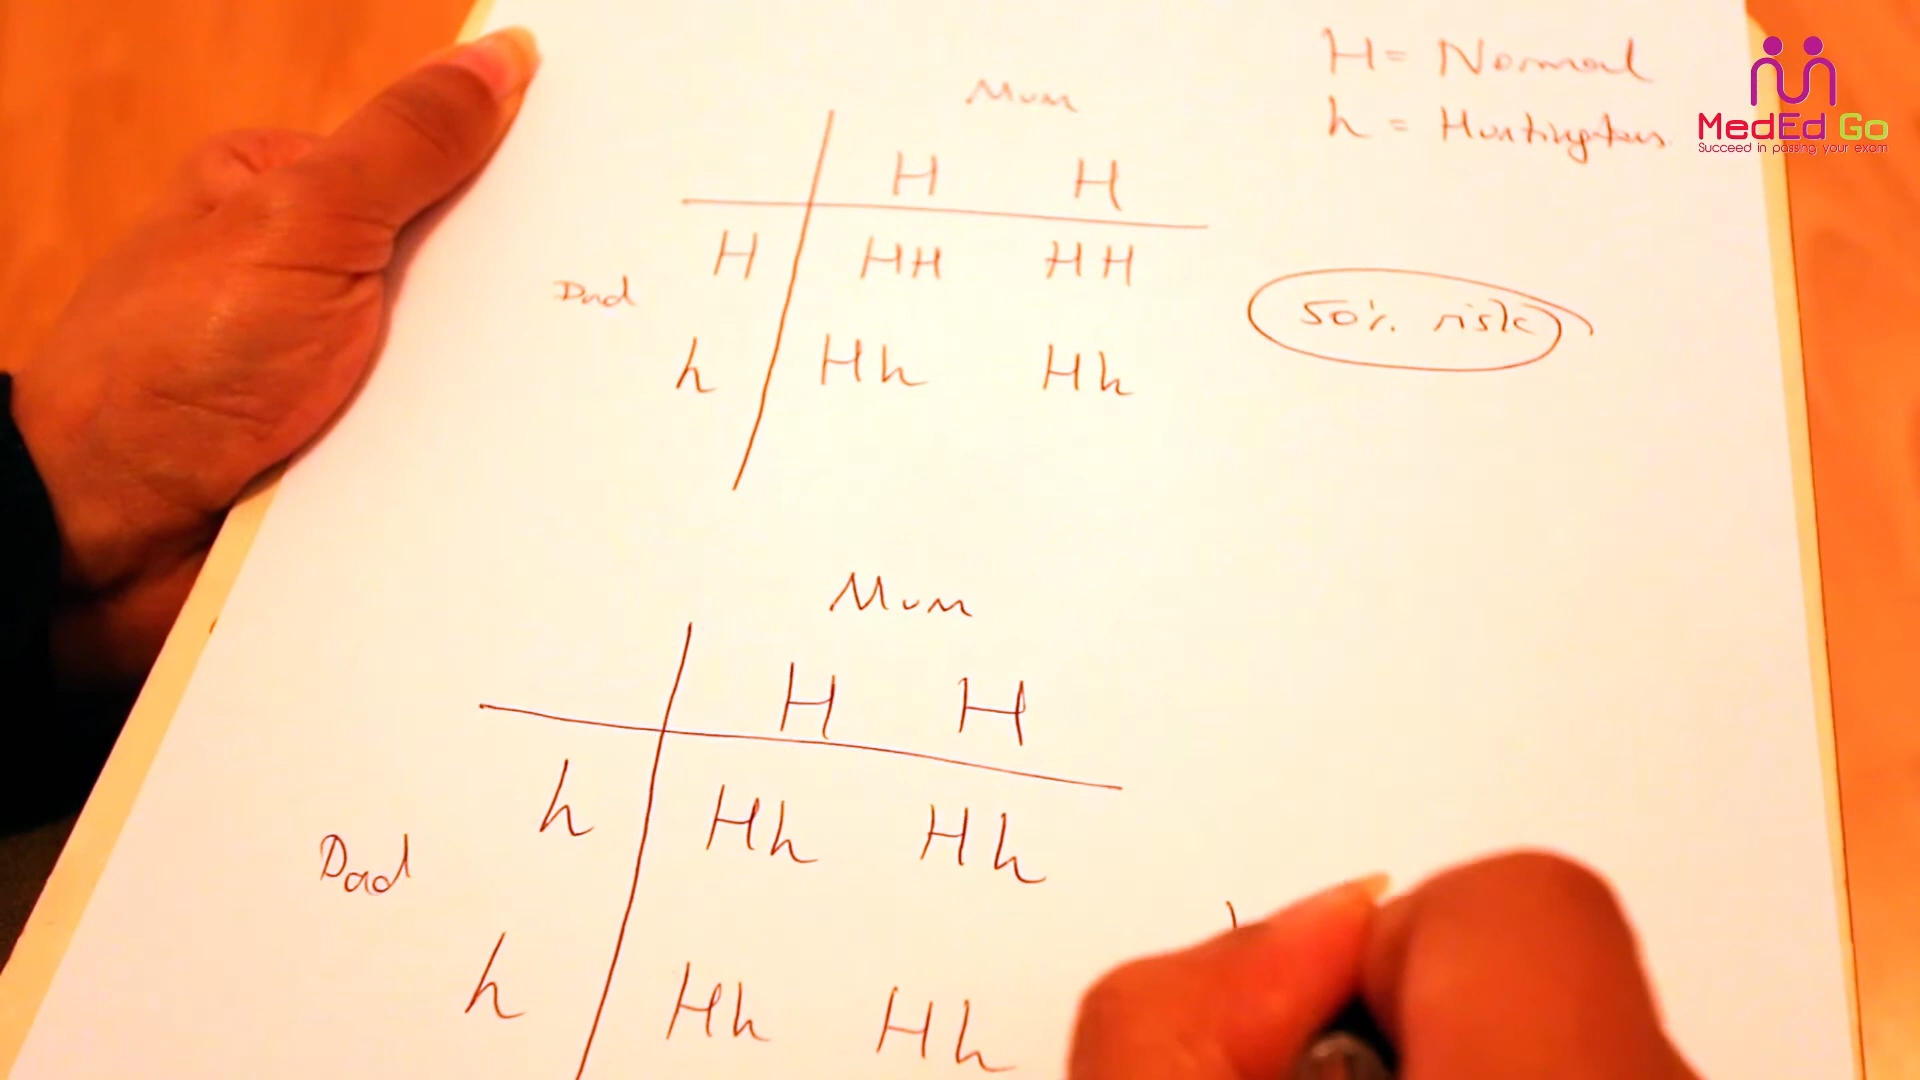 H = Normal
h = Huntingtons
MedEd Go
Succeed in passing your exam
Mum
H H
H HH HH
Dad
50% risk
h Hh Hh
Mum
H H
h Hh Hh
Dad
h Hh Hh